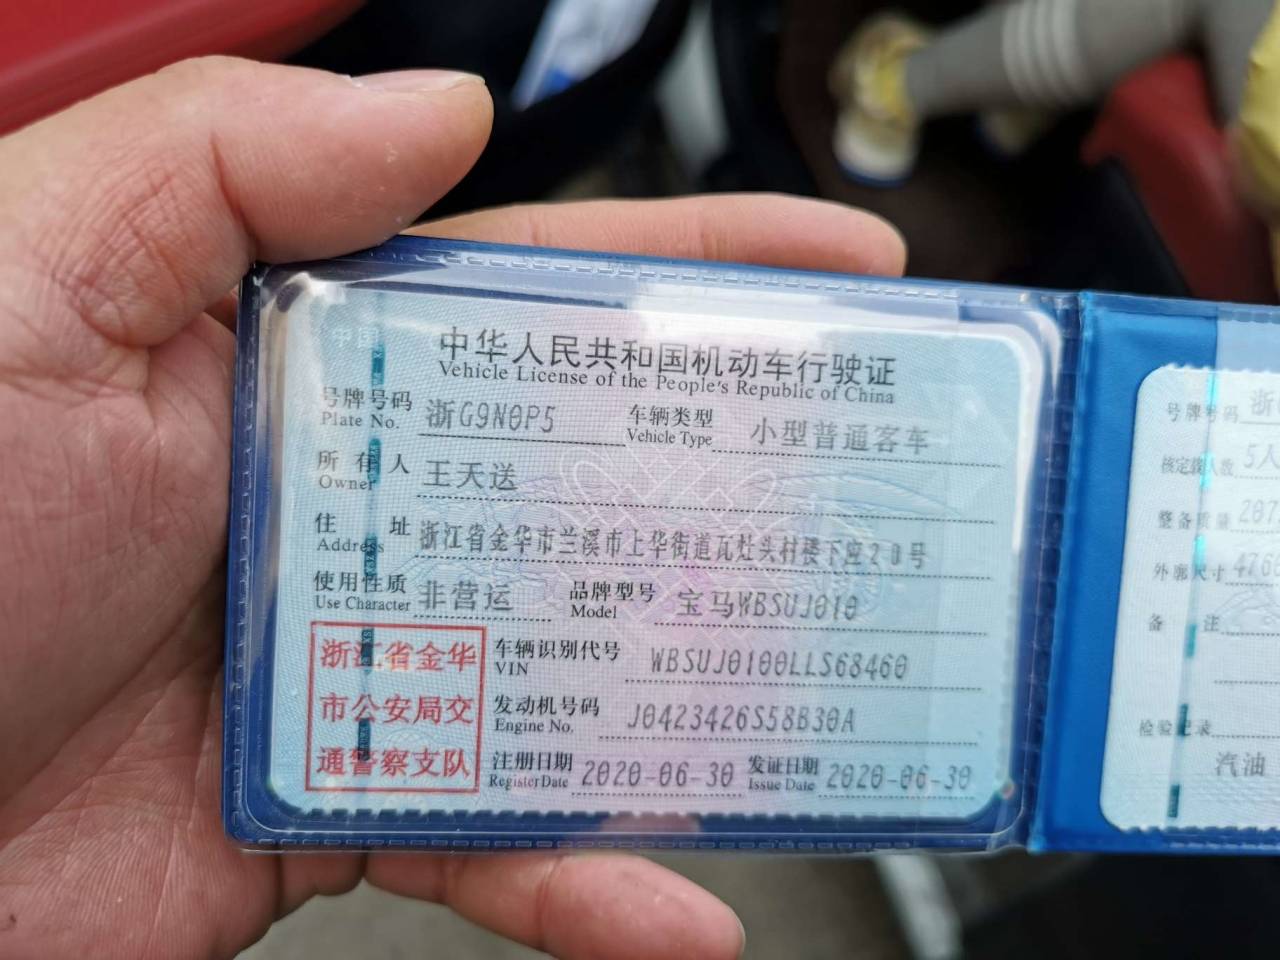 中华人民共和国机动车行驶证
Vehicle License of the People's Republic of China
号牌号码 浙G9N0P5 车辆类型 小型普通客车
Plate No. Vehicle Type
所有人 王天送
Owner
住址 浙江省金华市兰溪市上华街道瓦灶头村楼下座20号
Address
使用性质 非营运 品牌型号 宝马WBSUJ010
Use Character Model
浙江省金华
市公安局交
通警察支队
车辆识别代号 WBSUJ0100LLS68460
VIN
发动机号码 J0423426S58B30A
Engine No.
注册日期 2020-06-30 发证日期 2020-06-30
Register Date Issue Date
号牌号码 浙
核定载人数 5人
整备质量 207
外廓尺寸 476
备注
检验记录
汽油